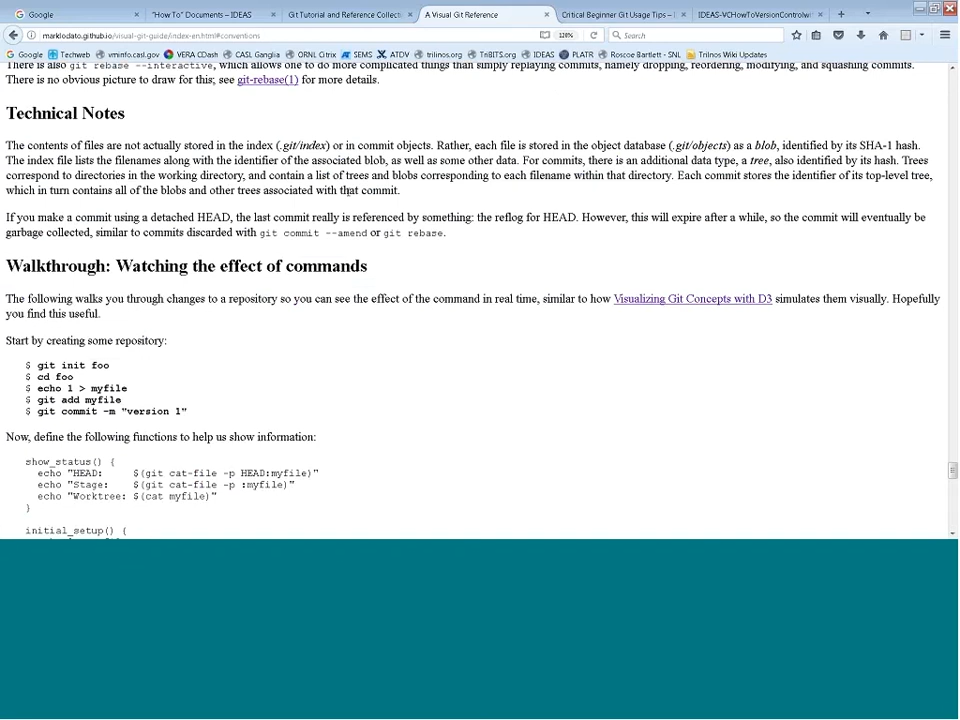 Google
"How To" Documents – IDEAS
Git Tutorial and Reference Collecti
A Visual Git Reference
Critical Beginner Git Usage Tips –
IDEAS-VCHowToVersionControlw
marklodato.github.io/visual-git-guide/index-en.html#conventions
120%
Search
Google Techweb vminfo.casl.gov VERA CDash CASL Ganglia ORNL Citrix SEMS ATDV trilinos.org TriBITS.org IDEAS PLATR Roscoe Bartlett - SNL Trilnos Wiki Updates
There is also git rebase --interactive, which allows one to do more complicated things than simply replaying commits, namely dropping, reordering, modifying, and squashing commits.
There is no obvious picture to draw for this; see git-rebase(1) for more details.
Technical Notes
The contents of files are not actually stored in the index (.git/index) or in commit objects. Rather, each file is stored in the object database (.git/objects) as a blob, identified by its SHA-1 hash.
The index file lists the filenames along with the identifier of the associated blob, as well as some other data. For commits, there is an additional data type, a tree, also identified by its hash. Trees
correspond to directories in the working directory, and contain a list of trees and blobs corresponding to each filename within that directory. Each commit stores the identifier of its top-level tree,
which in turn contains all of the blobs and other trees associated with that commit.
If you make a commit using a detached HEAD, the last commit really is referenced by something: the reflog for HEAD. However, this will expire after a while, so the commit will eventually be
garbage collected, similar to commits discarded with git commit --amend or git rebase.
Walkthrough: Watching the effect of commands
The following walks you through changes to a repository so you can see the effect of the command in real time, similar to how Visualizing Git Concepts with D3 simulates them visually. Hopefully
you find this useful.
Start by creating some repository:
$ git init foo
$ cd foo
$ echo 1 > myfile
$ git add myfile
$ git commit -m "version 1"
Now, define the following functions to help us show information:
show_status() {
echo "HEAD: $(git cat-file -p HEAD:myfile)"
echo "Stage: $(git cat-file -p :myfile)"
echo "Worktree: $(cat myfile)"
}
initial_setup() {